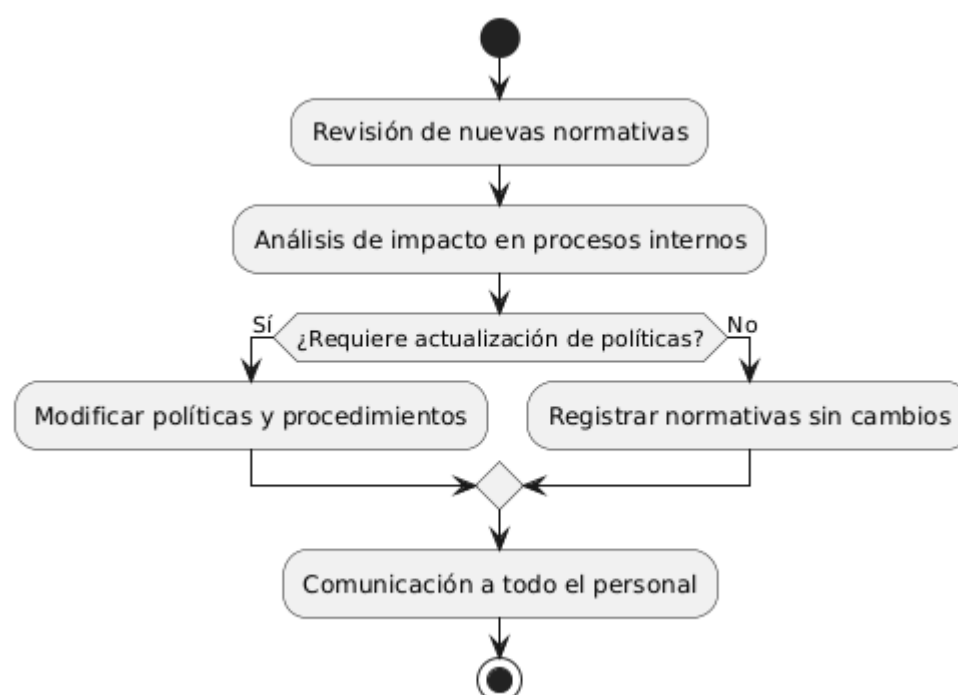 Revisión de nuevas normativas
Análisis de impacto en procesos internos
Sí
¿Requiere actualización de políticas?
No
Modificar políticas y procedimientos
Registrar normativas sin cambios
Comunicación a todo el personal